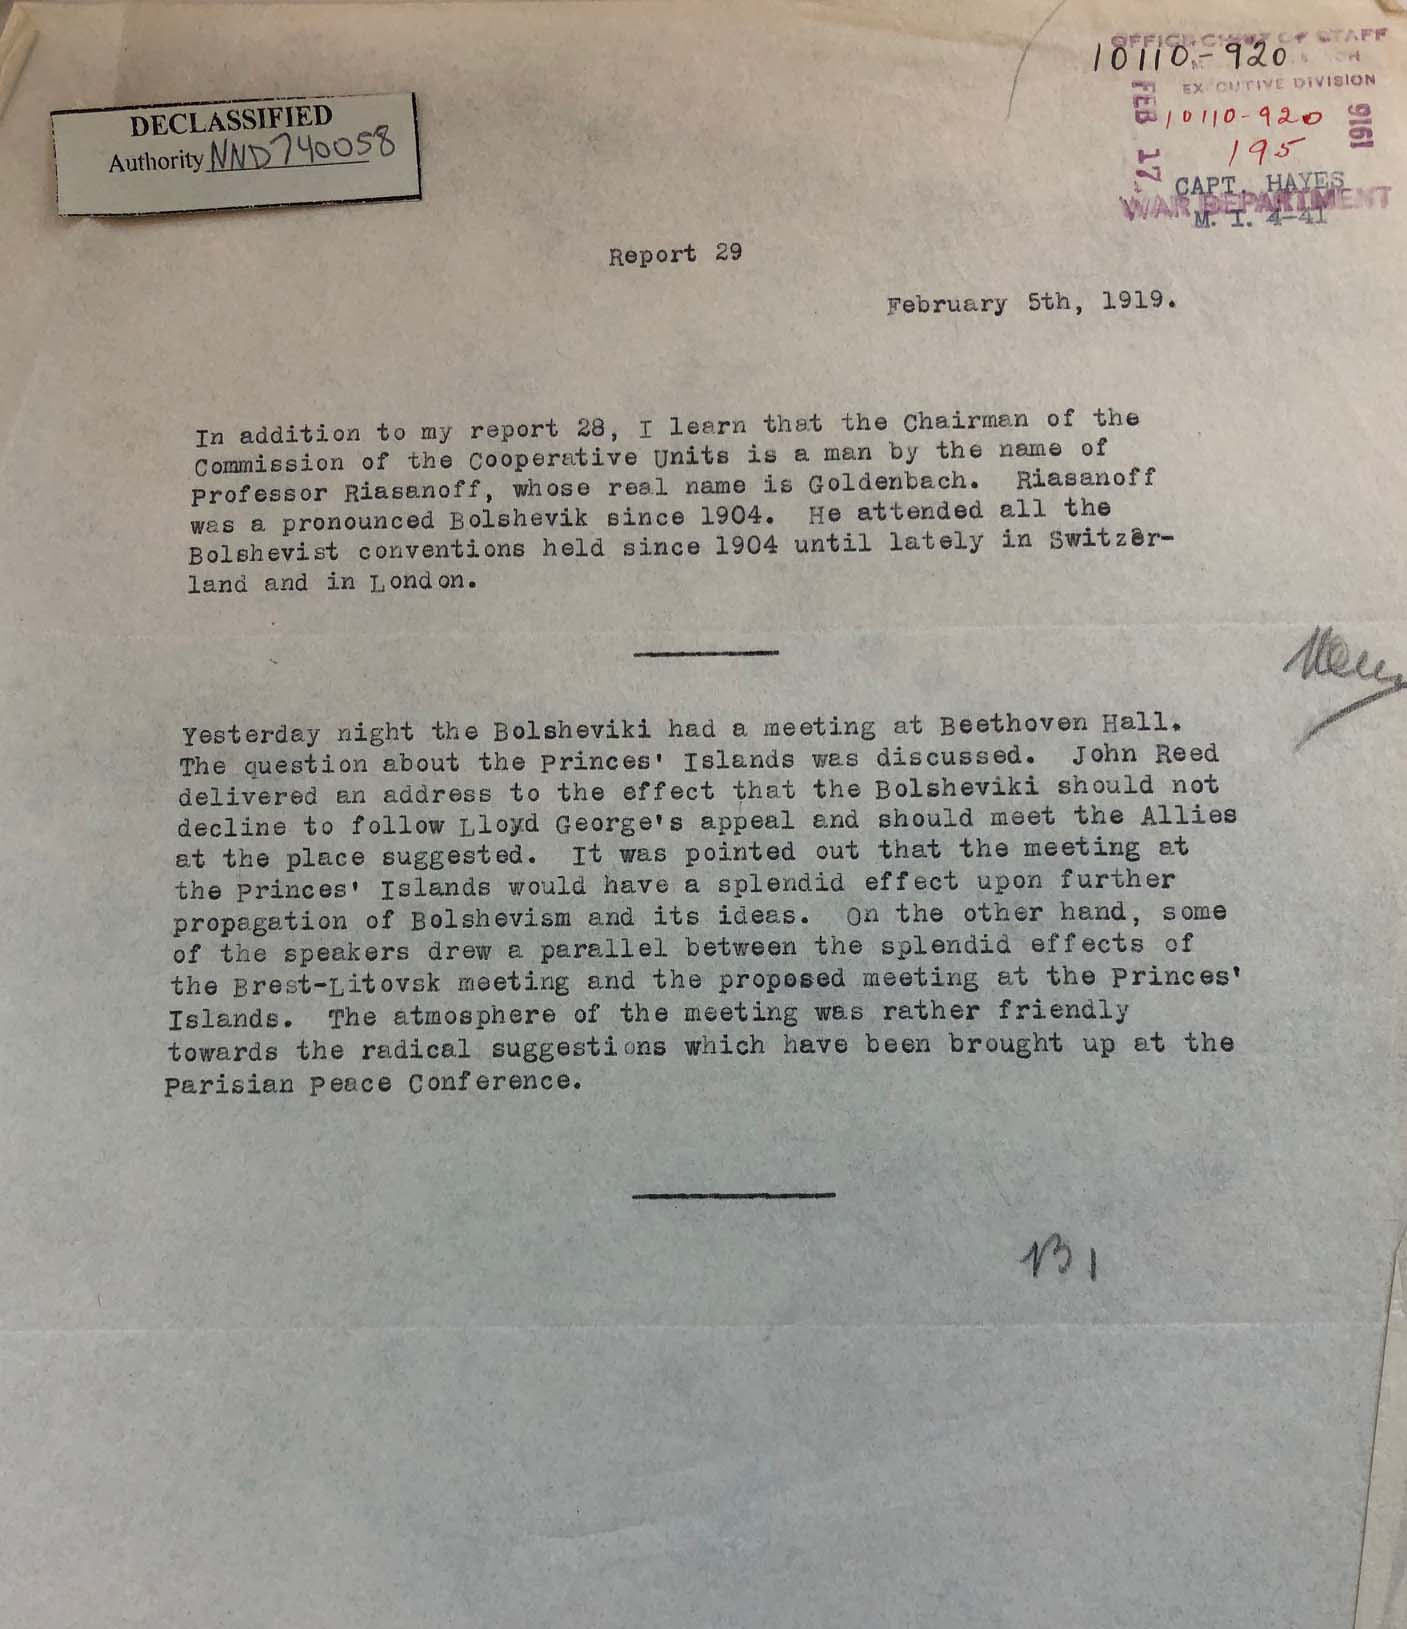 OFFICE CHIEF OF STAFF
10110-920
EXECUTIVE DIVISION
DECLASSIFIED
Authority NND740058
FEB 17 1919
10110-920
195
CAPT. HAYES
WAR DEPARTMENT
M. I. 4-41
Report 29
February 5th, 1919.
In addition to my report 28, I learn that the Chairman of the
Commission of the Cooperative Units is a man by the name of
Professor Riasanoff, whose real name is Goldenbach. Riasanoff
was a pronounced Bolshevik since 1904. He attended all the
Bolshevist conventions held since 1904 until lately in Switzer-
land and in London.
Yesterday night the Bolsheviki had a meeting at Beethoven Hall.
The question about the Princes' Islands was discussed. John Reed
delivered an address to the effect that the Bolsheviki should not
decline to follow Lloyd George's appeal and should meet the Allies
at the place suggested. It was pointed out that the meeting at
the Princes' Islands would have a splendid effect upon further
propagation of Bolshevism and its ideas. On the other hand, some
of the speakers drew a parallel between the splendid effects of
the Brest-Litovsk meeting and the proposed meeting at the Princes'
Islands. The atmosphere of the meeting was rather friendly
towards the radical suggestions which have been brought up at the
Parisian Peace Conference.
B1